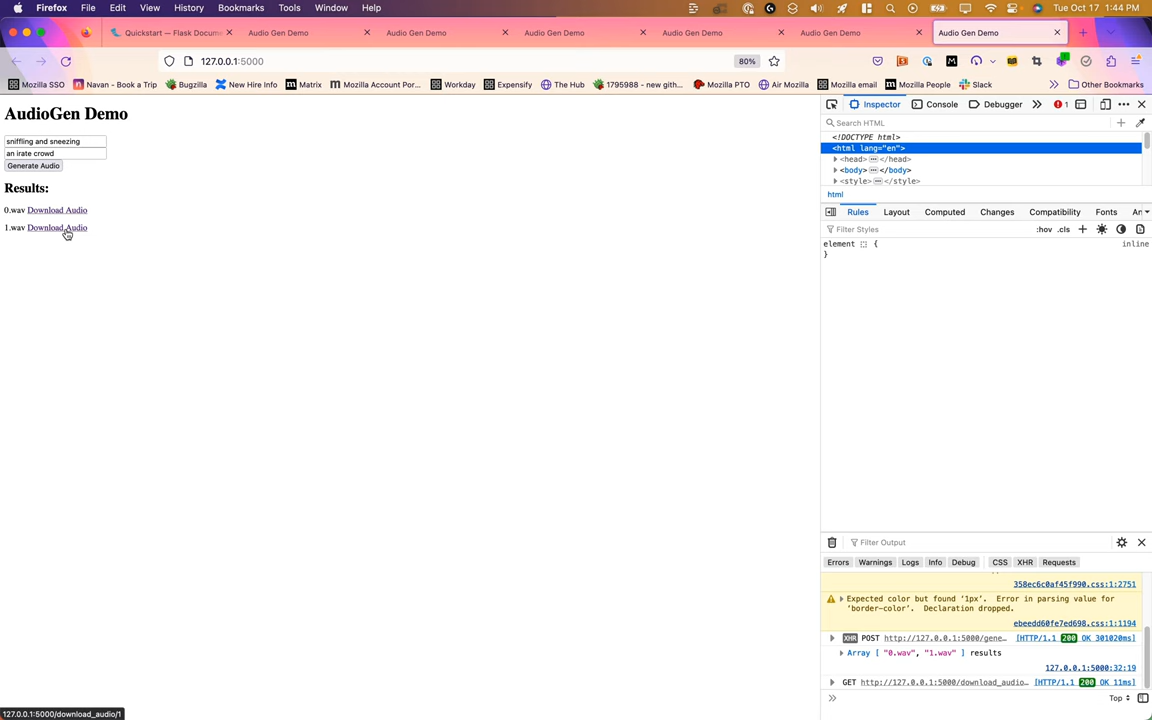 Firefox File Edit View History Bookmarks Tools Window Help Tue Oct 17 1:44 PM
Quickstart — Flask Docume Audio Gen Demo Audio Gen Demo Audio Gen Demo Audio Gen Demo Audio Gen Demo Audio Gen Demo
127.0.0.1:5000 80%
Mozilla SSO Navan - Book a Trip Bugzilla New Hire Info Matrix Mozilla Account Por... Workday Expensify The Hub 1795988 - new gith... Mozilla PTO Air Mozilla Mozilla email Mozilla People Slack Other Bookmarks
AudioGen Demo
sniffling and sneezing
an irate crowd
Generate Audio
Results:
0.wav Download Audio
1.wav Download Audio
127.0.0.1:5000/download_audio/1
Inspector Console Debugger 1
Search HTML
<!DOCTYPE html>
<html lang="en">
<head> </head>
<body> </body>
<style> </style>
html
Rules Layout Computed Changes Compatibility Fonts An
Filter Styles :hov .cls
element { inline
}
Filter Output
Errors Warnings Logs Info Debug CSS XHR Requests
358ec6c0af45f990.css:1:2751
Expected color but found '1px'. Error in parsing value for
'border-color'. Declaration dropped.
ebeedd60fe7ed698.css:1:1194
XHR POST http://127.0.0.1:5000/gene… [HTTP/1.1 200 OK 301020ms]
Array [ "0.wav", "1.wav" ] results
127.0.0.1:5000:32:19
GET http://127.0.0.1:5000/download_audio… [HTTP/1.1 200 OK 11ms]
Top